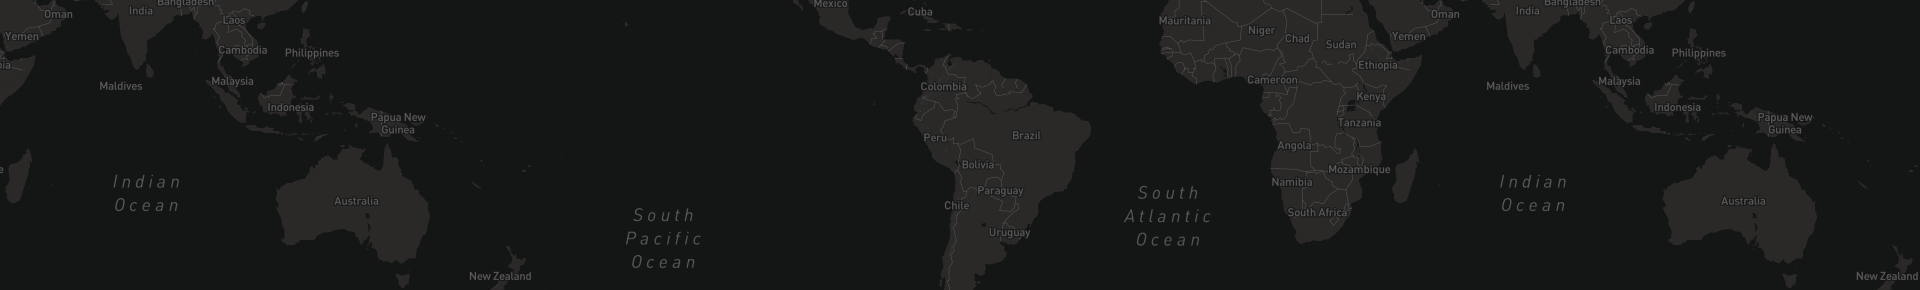 Mexico
Bangladesh
Bangladesh
India
India
Cuba
Oman
Oman
Laos
Laos
Mauritania
Niger
Yemen
Yemen
Chad
Sudan
Cambodia
Cambodia
Philippines
Philippines
Ethiopia
ia
Malaysia
Malaysia
Cameroon
Maldives
Maldives
Colombia
Kenya
Indonesia
Indonesia
Papua New
Guinea
Papua New
Guinea
Tanzania
Peru
Brazil
Angola
Bolivia
Mozambique
Indian
Ocean
Indian
Ocean
Namibia
Paraguay
South
Atlantic
Ocean
Australia
Australia
Chile
South Africa
South
Pacific
Ocean
Uruguay
New Zealand
New Zealand